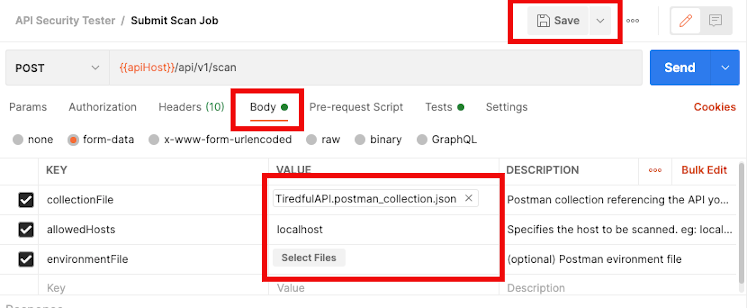 API Security Tester / Submit Scan Job
Save
POST
{{apiHost}}/api/v1/scan
Send
Params Authorization Headers (10) Body Pre-request Script Tests Settings
Cookies
none form-data x-www-form-urlencoded raw binary GraphQL
KEY VALUE DESCRIPTION Bulk Edit
collectionFile TiredfulAPI.postman_collection.json Postman collection referencing the API yo...
allowedHosts localhost Specifies the host to be scanned. eg: local...
environmentFile Select Files (optional) Postman evironment file
Key Value Description